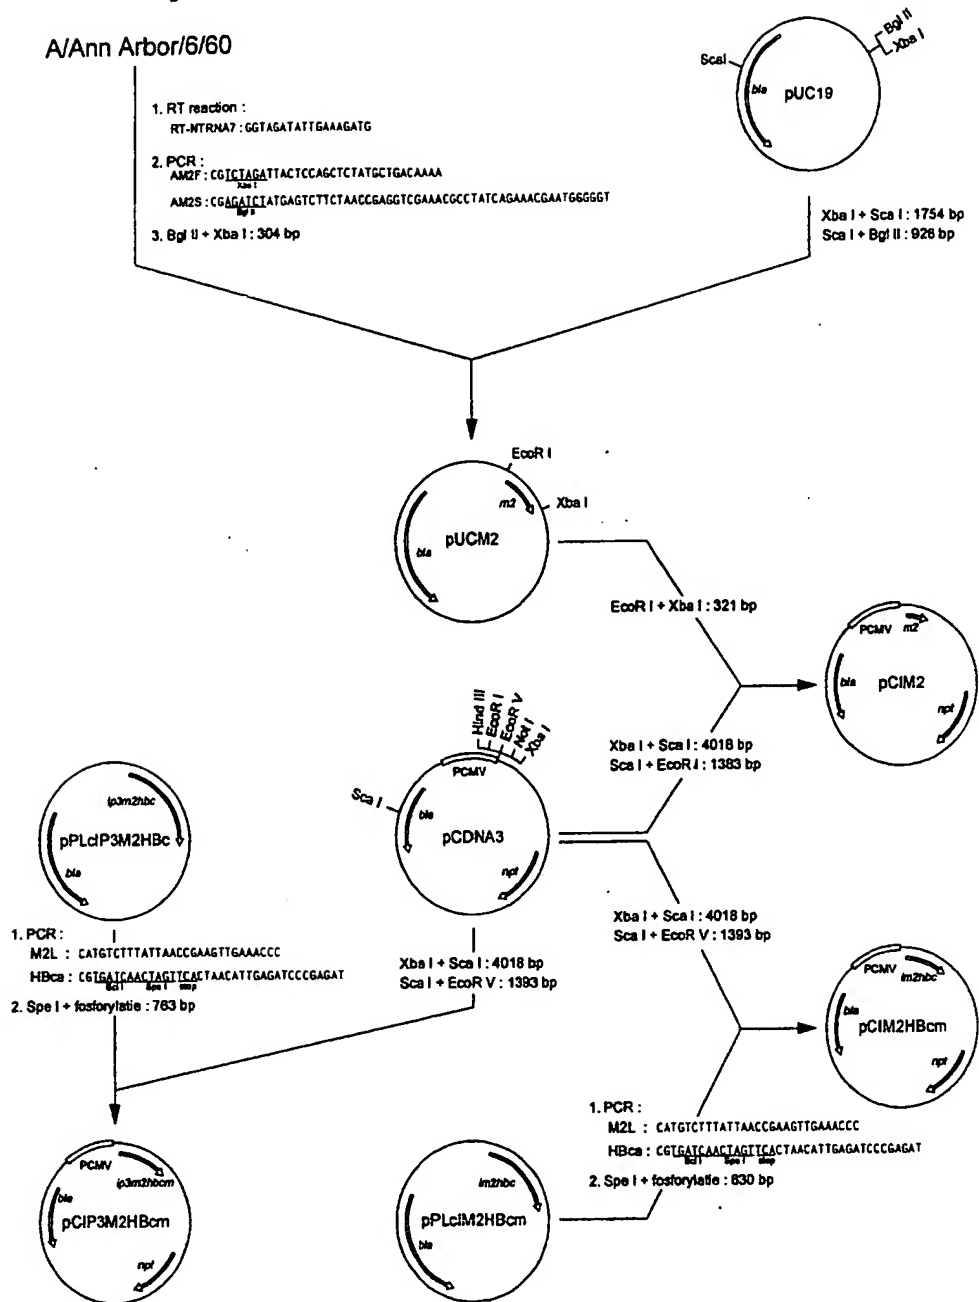 A/Ann Arbor/6/60
1. RT reaction :
RT-NTRNA7 : GGTAGATATTGAAAGATG
2. PCR :
AM2F : CGTCTAGATTACTCCAGCTCTATGCTGACAAAA
Xba I
AM2S : CGAGATCTATGAGTCTTCTAACCGAGGTCGAAACGCCTATCAGAAACGAATGGGGGT
Bgl II
3. Bgl II + Xba I : 304 bp
Sca I
Bgl II
Xba I
bla
pUC19
Xba I + Sca I : 1754 bp
Sca I + Bgl II : 926 bp
EcoR I
m2
Xba I
pUCM2
bla
EcoR I + Xba I : 321 bp
PCMV
m2
bla
pCIM2
npt
Hind III
EcoR I
EcoR V
Not I
Xba I
PCMV
Sca I
bla
pCDNA3
npt
Xba I + Sca I : 4018 bp
Sca I + EcoR I : 1383 bp
ip3m2hbc
pPLcIP3M2HBc
bla
1. PCR :
M2L : CATGTCTTTATTAACCGAAGTTGAAACCC
HBca : CGTGATCAACTAGTTCACTAACATTGAGATCCCGAGAT
Bcl I Spe I stop
2. Spe I + fosforylatie : 763 bp
Xba I + Sca I : 4018 bp
Sca I + EcoR V : 1393 bp
Xba I + Sca I : 4018 bp
Sca I + EcoR V : 1393 bp
PCMV
im2hbc
bla
pCIM2HBcm
npt
1. PCR :
M2L : CATGTCTTTATTAACCGAAGTTGAAACCC
HBca : CGTGATCAACTAGTTCACTAACATTGAGATCCCGAGAT
Bcl I Spe I stop
2. Spe I + fosforylatie : 630 bp
PCMV
ip3m2hbcm
bla
pCIP3M2HBcm
npt
im2hbc
pPLcIM2HBcm
bla